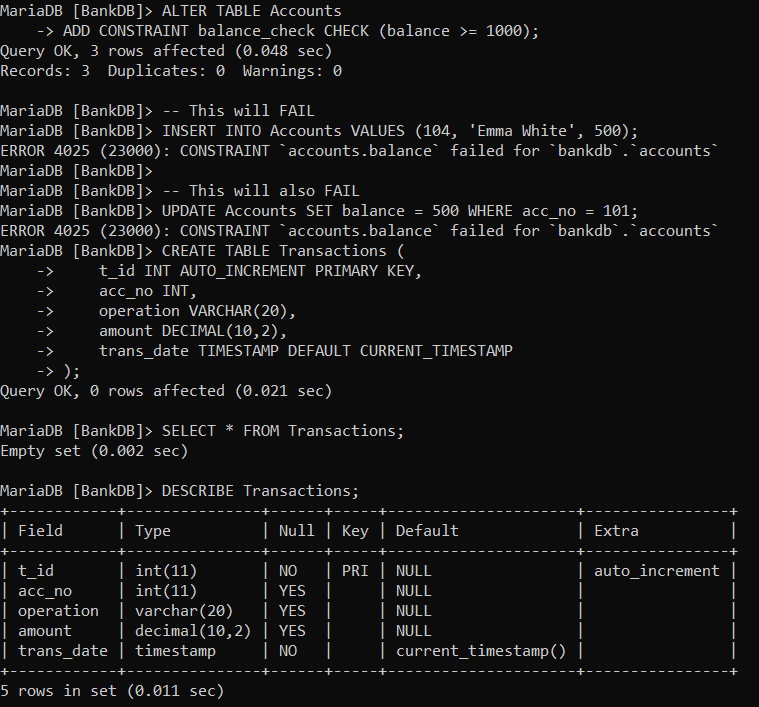 MariaDB [BankDB]> ALTER TABLE Accounts
    -> ADD CONSTRAINT balance_check CHECK (balance >= 1000);
Query OK, 3 rows affected (0.048 sec)
Records: 3  Duplicates: 0  Warnings: 0

MariaDB [BankDB]> -- This will FAIL
MariaDB [BankDB]> INSERT INTO Accounts VALUES (104, 'Emma White', 500);
ERROR 4025 (23000): CONSTRAINT `accounts.balance` failed for `bankdb`.`accounts`
MariaDB [BankDB]>
MariaDB [BankDB]> -- This will also FAIL
MariaDB [BankDB]> UPDATE Accounts SET balance = 500 WHERE acc_no = 101;
ERROR 4025 (23000): CONSTRAINT `accounts.balance` failed for `bankdb`.`accounts`
MariaDB [BankDB]> CREATE TABLE Transactions (
    ->     t_id INT AUTO_INCREMENT PRIMARY KEY,
    ->     acc_no INT,
    ->     operation VARCHAR(20),
    ->     amount DECIMAL(10,2),
    ->     trans_date TIMESTAMP DEFAULT CURRENT_TIMESTAMP
    -> );
Query OK, 0 rows affected (0.021 sec)

MariaDB [BankDB]> SELECT * FROM Transactions;
Empty set (0.002 sec)

MariaDB [BankDB]> DESCRIBE Transactions;
+------------+---------------+------+-----+---------------------+----------------+
| Field      | Type          | Null | Key | Default             | Extra          |
+------------+---------------+------+-----+---------------------+----------------+
| t_id       | int(11)       | NO   | PRI | NULL                | auto_increment |
| acc_no     | int(11)       | YES  |     | NULL                |                |
| operation  | varchar(20)   | YES  |     | NULL                |                |
| amount     | decimal(10,2) | YES  |     | NULL                |                |
| trans_date | timestamp     | NO   |     | current_timestamp() |                |
+------------+---------------+------+-----+---------------------+----------------+
5 rows in set (0.011 sec)